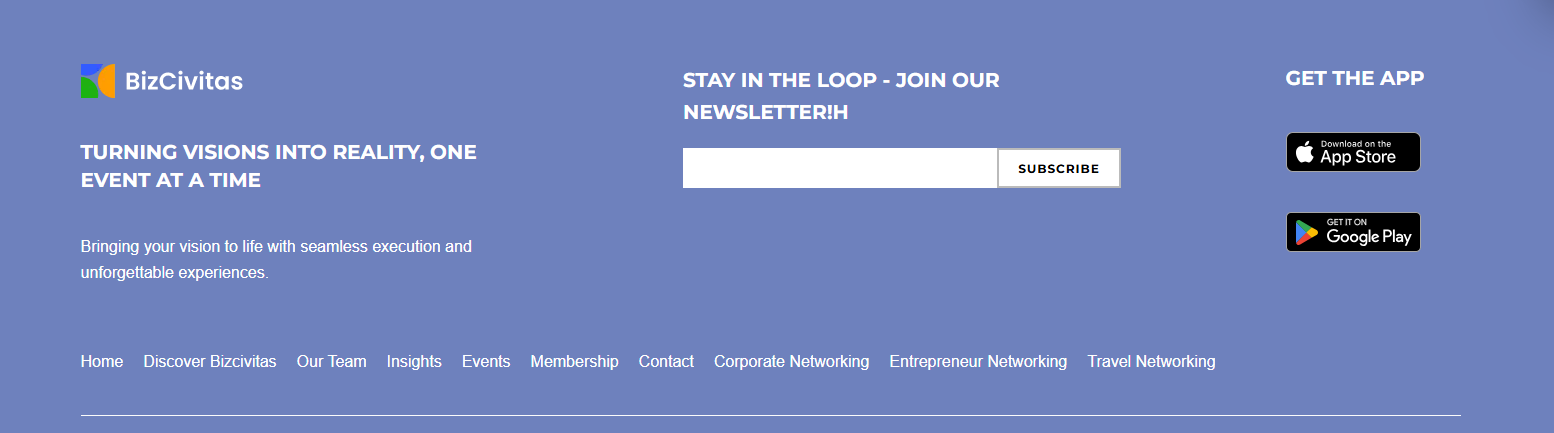 BizCivitas
TURNING VISIONS INTO REALITY, ONE
EVENT AT A TIME
Bringing your vision to life with seamless execution and
unforgettable experiences.
STAY IN THE LOOP - JOIN OUR
NEWSLETTER!H
SUBSCRIBE
GET THE APP
Download on the
App Store
GET IT ON
Google Play
Home Discover Bizcivitas Our Team Insights Events Membership Contact Corporate Networking Entrepreneur Networking Travel Networking